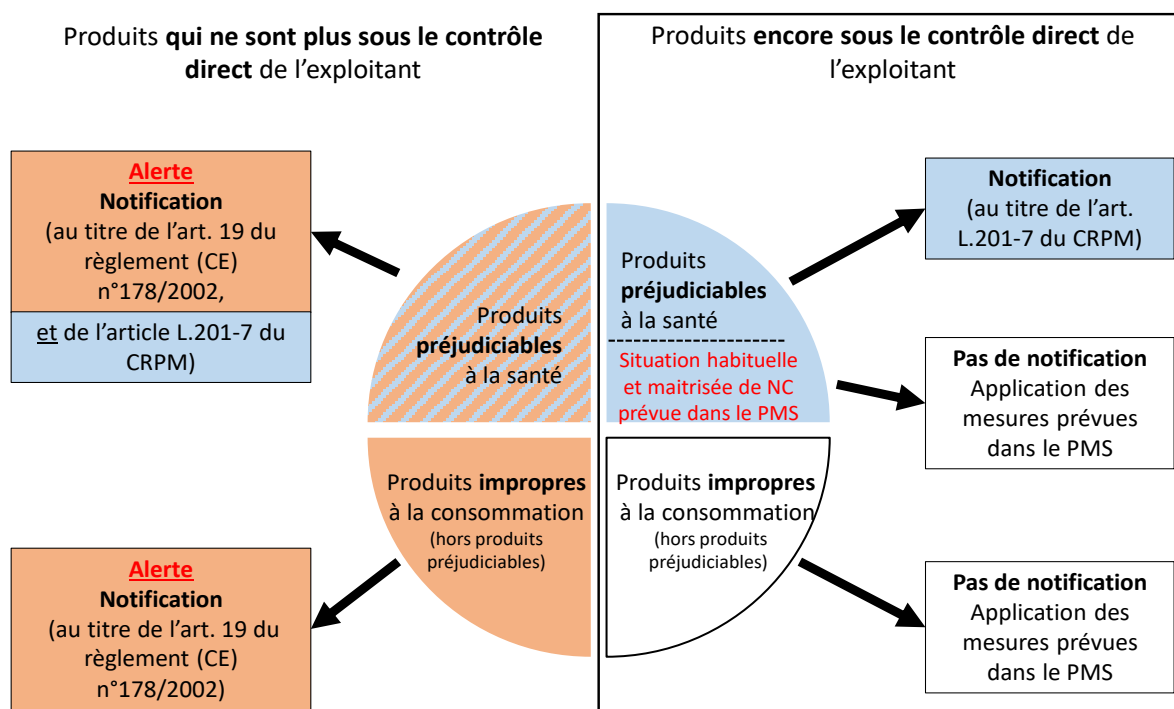 Produits qui ne sont plus sous le contrôle
direct de l’exploitant
Alerte
Notification
(au titre de l’art. 19 du
règlement (CE)
n°178/2002,
et de l’article L.201-7 du
CRPM)
Produits
préjudiciables
à la santé
Produits impropres
à la consommation
(hors produits
préjudiciables)
Alerte
Notification
(au titre de l’art. 19 du
règlement (CE)
n°178/2002)
Produits encore sous le contrôle direct de
l’exploitant
Produits
préjudiciables
à la santé
Situation habituelle
et maitrisée de NC
prévue dans le PMS
Notification
(au titre de l’art.
L.201-7 du CRPM)
Pas de notification
Application des
mesures prévues
dans le PMS
Produits impropres
à la consommation
(hors produits
préjudiciables)
Pas de notification
Application des
mesures prévues
dans le PMS